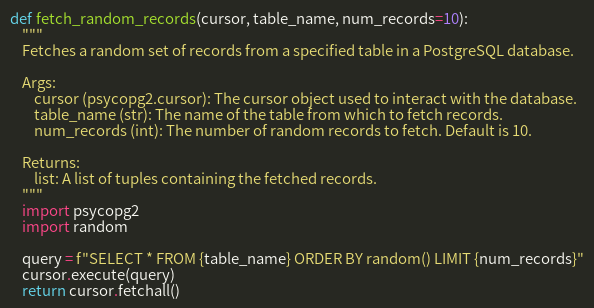 def fetch_random_records(cursor, table_name, num_records=10):
"""
Fetches a random set of records from a specified table in a PostgreSQL database.
Args:
cursor (psycopg2.cursor): The cursor object used to interact with the database.
table_name (str): The name of the table from which to fetch records.
num_records (int): The number of random records to fetch. Default is 10.
Returns:
list: A list of tuples containing the fetched records.
"""
import psycopg2
import random
query = f"SELECT * FROM {table_name} ORDER BY random() LIMIT {num_records}"
cursor.execute(query)
return cursor.fetchall()